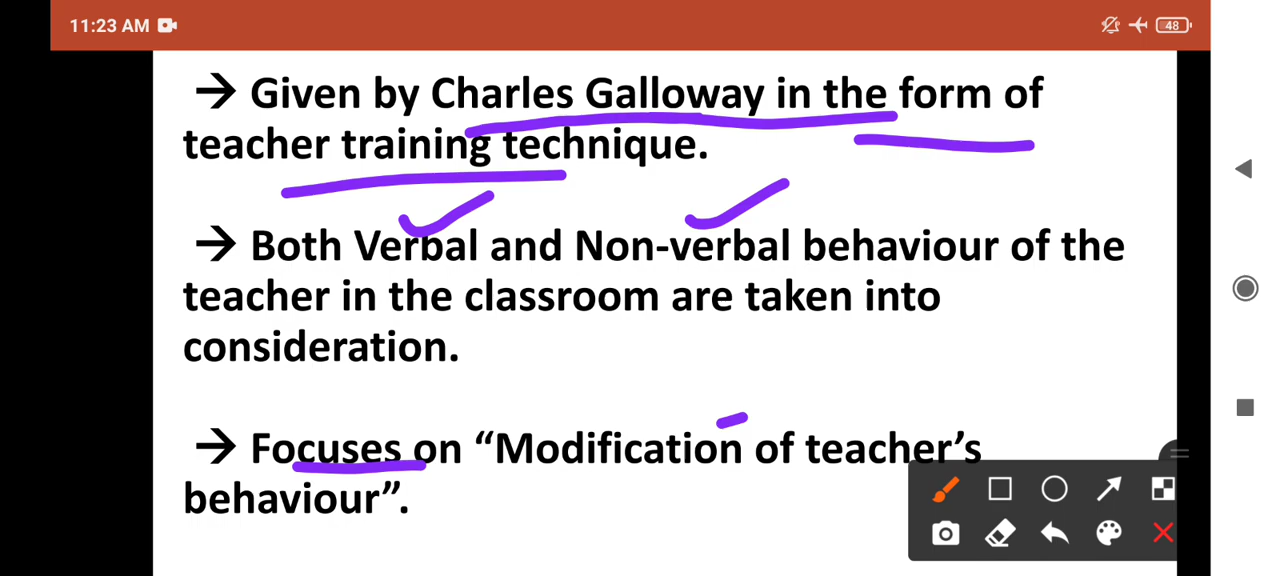 11:23 AM
48
→ Given by Charles Galloway in the form of
teacher training technique.
→ Both Verbal and Non-verbal behaviour of the
teacher in the classroom are taken into
consideration.
→ Focuses on “Modification of teacher’s
behaviour”.